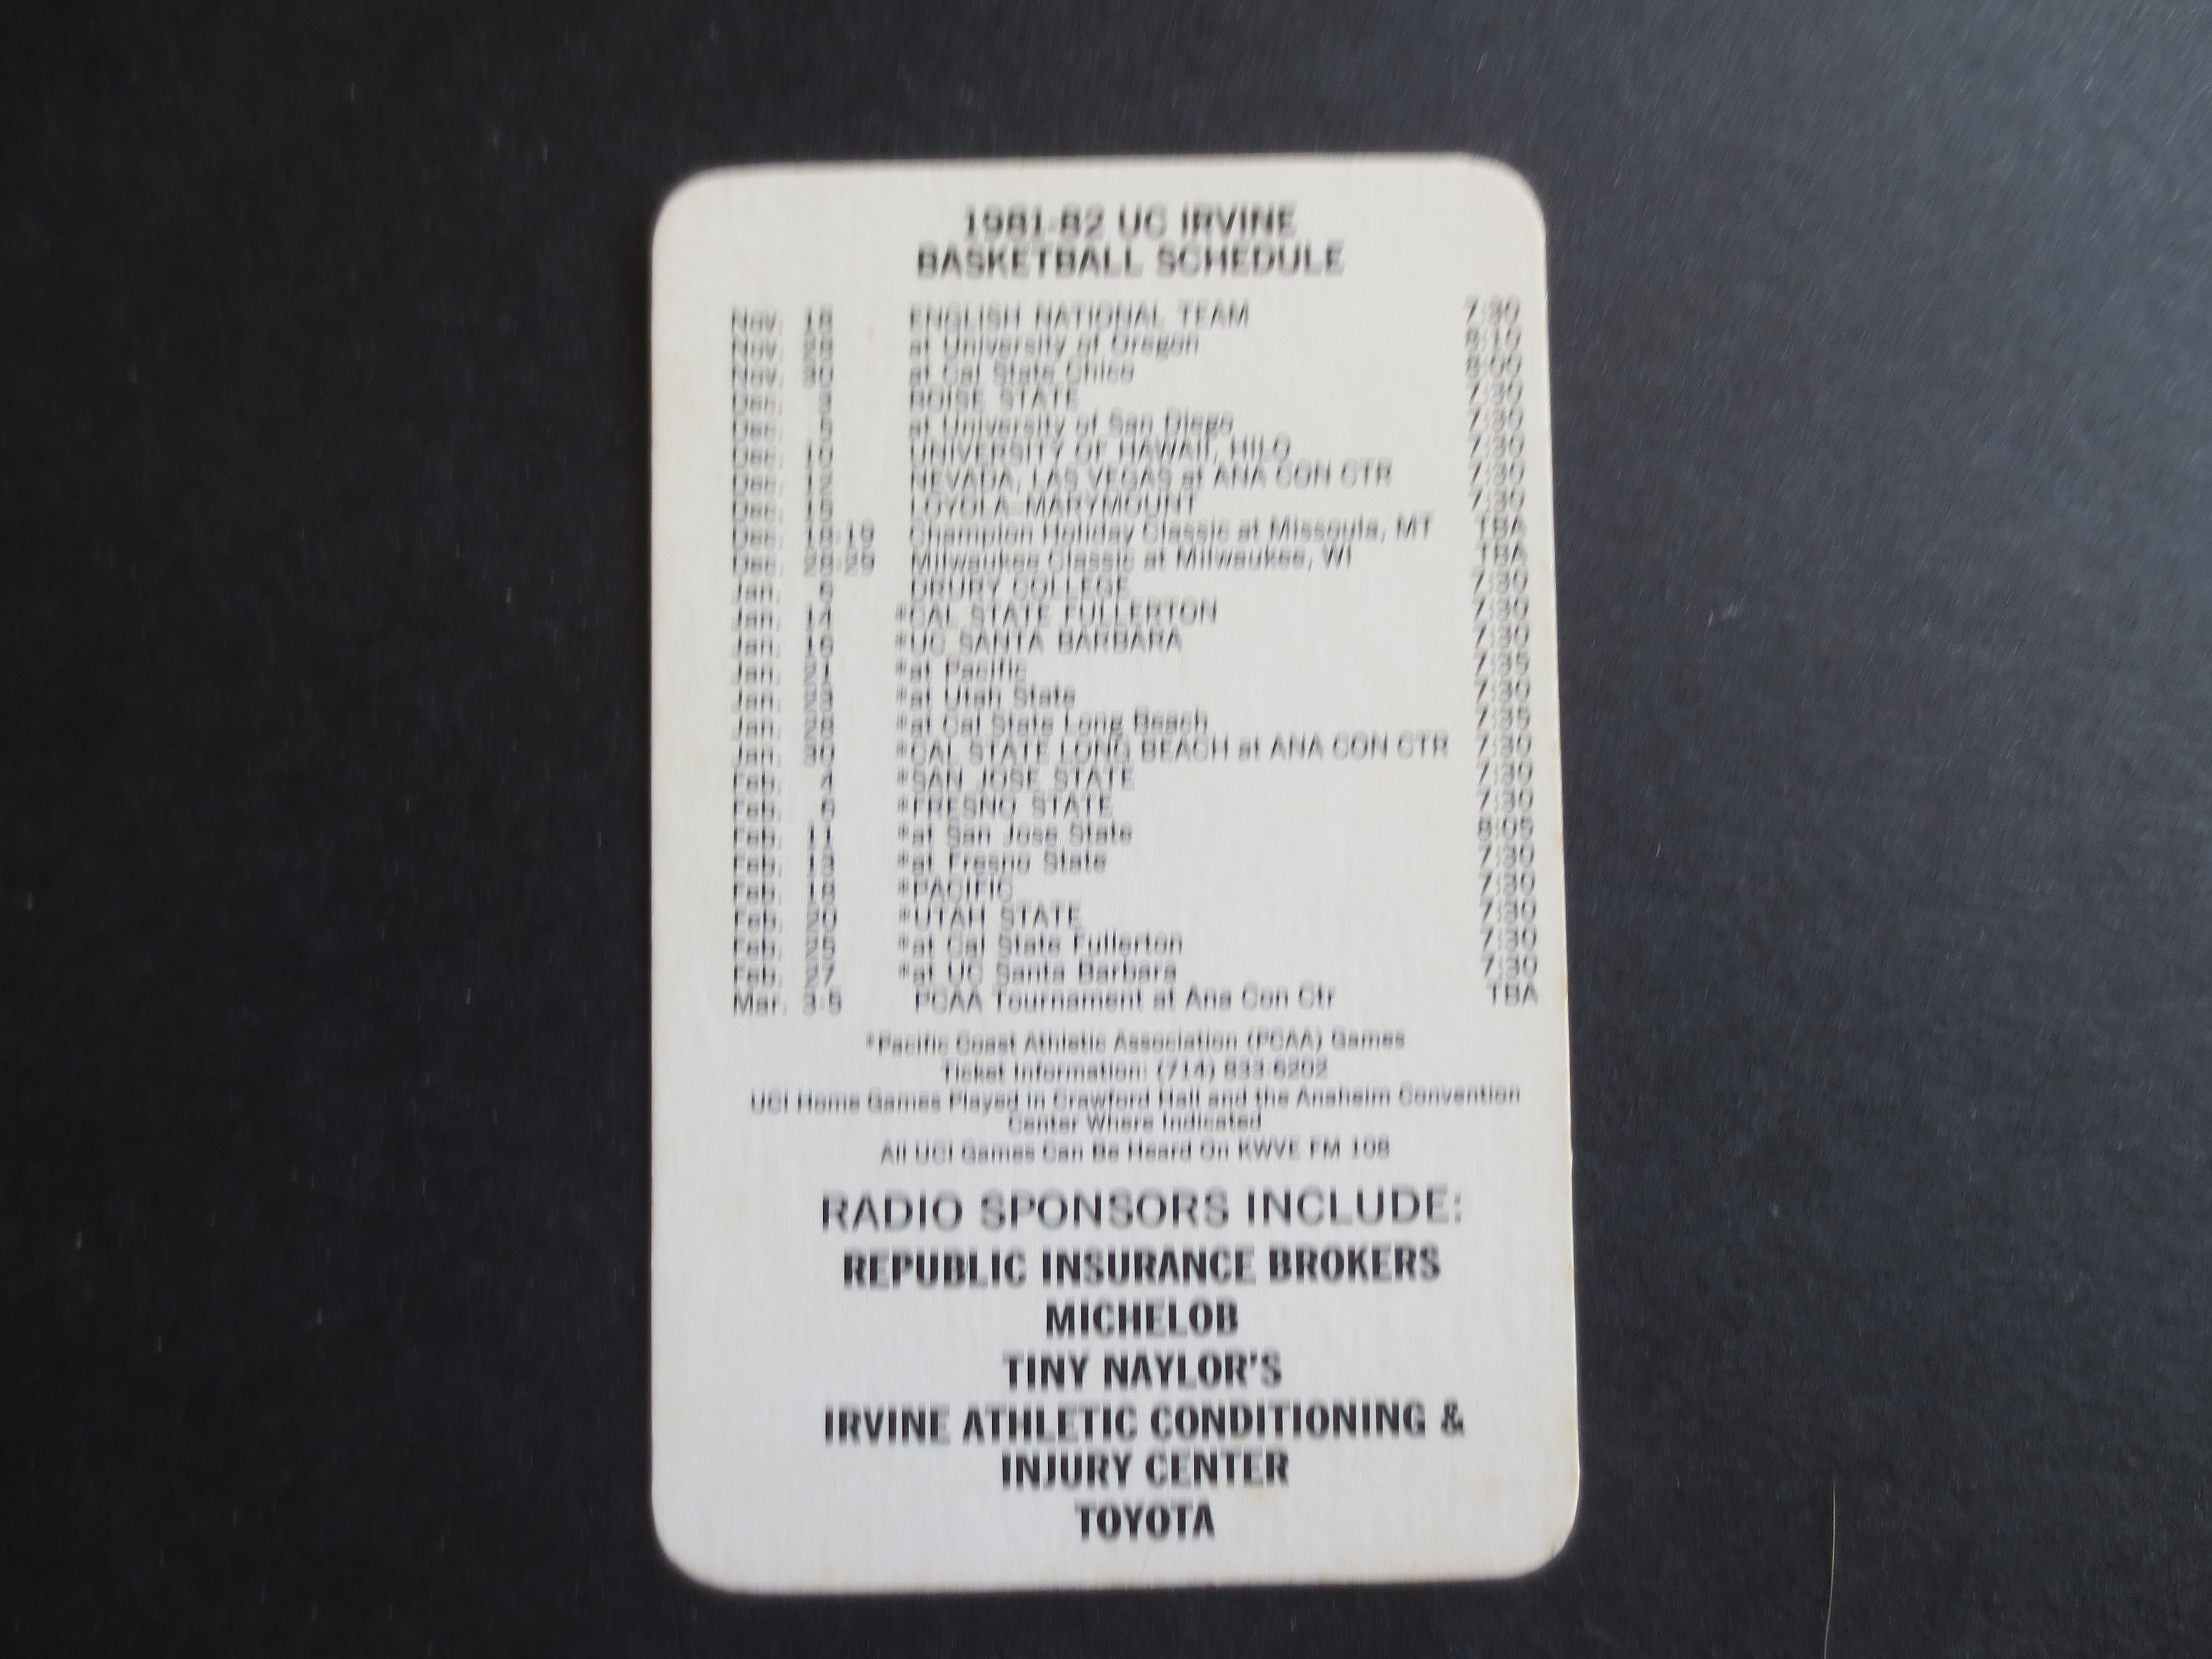 1981-82 UC IRVINE
BASKETBALL SCHEDULE
Nov. 18 ENGLISH NATIONAL TEAM 7:30
Nov. 28 at University of Oregon 8:10
Nov. 30 at Cal State Chico 8:00
Dec. 3 BOISE STATE 7:30
Dec. 5 at University of San Diego 7:30
Dec. 10 UNIVERSITY OF HAWAII, HILO 7:30
Dec. 12 NEVADA, LAS VEGAS at ANA CON CTR 7:30
Dec. 15 LOYOLA-MARYMOUNT 7:30
Dec. 18-19 Champion Holiday Classic at Missoula, MT TBA
Dec. 28-29 Milwaukee Classic at Milwaukee, WI TBA
Jan. 6 DRURY COLLEGE 7:30
Jan. 14 *CAL STATE FULLERTON 7:30
Jan. 16 *UC SANTA BARBARA 7:30
Jan. 21 *at Pacific 7:35
Jan. 23 *at Utah State 7:30
Jan. 28 *at Cal State Long Beach 7:35
Jan. 30 *CAL STATE LONG BEACH at ANA CON CTR 7:30
Feb. 4 *SAN JOSE STATE 7:30
Feb. 6 *FRESNO STATE 7:30
Feb. 11 *at San Jose State 8:05
Feb. 13 *at Fresno State 7:30
Feb. 18 *PACIFIC 7:30
Feb. 20 *UTAH STATE 7:30
Feb. 25 *at Cal State Fullerton 7:30
Feb. 27 *at UC Santa Barbara 7:30
Mar. 3-5 PCAA Tournament at Ana Con Ctr TBA
*Pacific Coast Athletic Association (PCAA) Games
Ticket Information: (714) 833-6202
UCI Home Games Played in Crawford Hall and the Anaheim Convention
Center Where Indicated
All UCI Games Can Be Heard On KWVE FM 108
RADIO SPONSORS INCLUDE:
REPUBLIC INSURANCE BROKERS
MICHELOB
TINY NAYLOR'S
IRVINE ATHLETIC CONDITIONING &
INJURY CENTER
TOYOTA